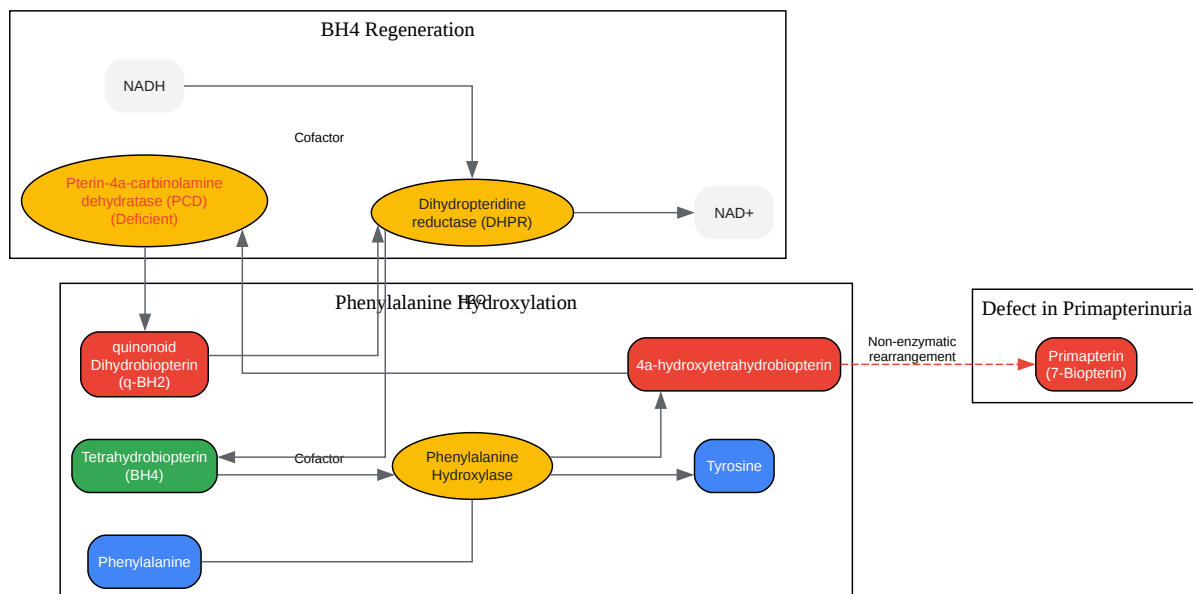 BH4 Regeneration
NADH
Cofactor
Pterin-4a-carbinolamine
dehydratase (PCD)
(Deficient)
Dihydropteridine
reductase (DHPR)
NAD+
H2O
Phenylalanine Hydroxylation
Defect in Primapterinuria
quinonoid
Dihydrobiopterin
(q-BH2)
4a-hydroxytetrahydrobiopterin
Non-enzymatic
rearrangement
Primapterin
(7-Biopterin)
Tetrahydrobiopterin
(BH4)
Cofactor
Phenylalanine
Hydroxylase
Tyrosine
Phenylalanine